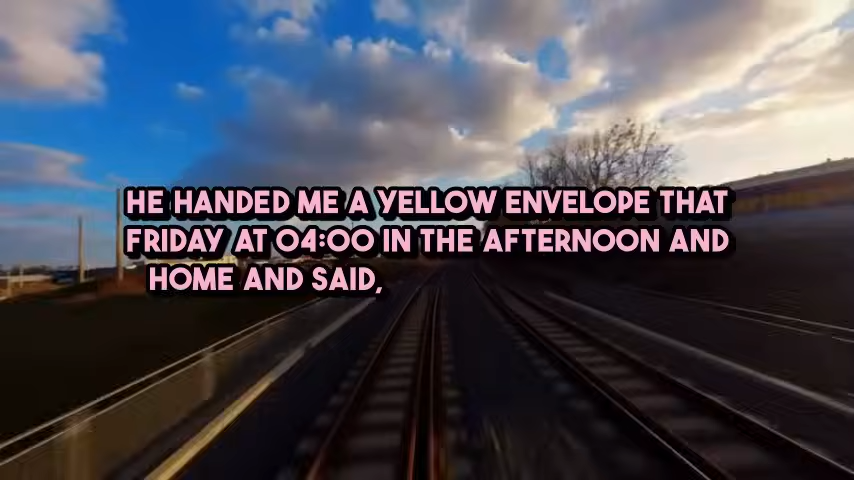 HE HANDED ME A YELLOW ENVELOPE THAT
FRIDAY AT 04:00 IN THE AFTERNOON AND
HOME AND SAID,